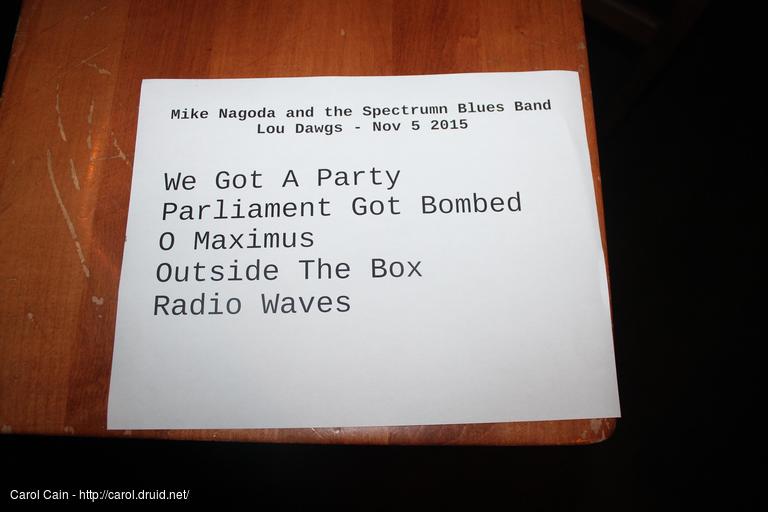 Mike Nagoda and the Spectrumn Blues Band
Lou Dawgs - Nov 5 2015
We Got A Party
Parliament Got Bombed
O Maximus
Outside The Box
Radio Waves
Carol Cain - http://carol.druid.net/